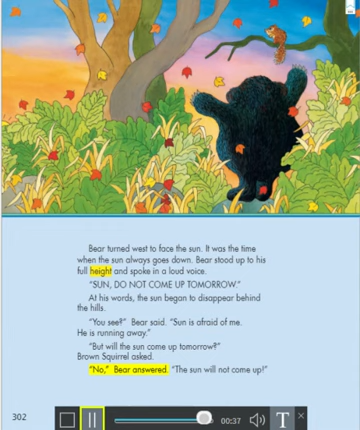 Bear turned west to face the sun. It was the time
when the sun always goes down. Bear stood up to his
full height and spoke in a loud voice.
"SUN, DO NOT COME UP TOMORROW."
At his words, the sun began to disappear behind
the hills.
"You see?" Bear said. "Sun is afraid of me.
He is running away."
"But will the sun come up tomorrow?"
Brown Squirrel asked.
"No," Bear answered. "The sun will not come up!"
302
00:37
T